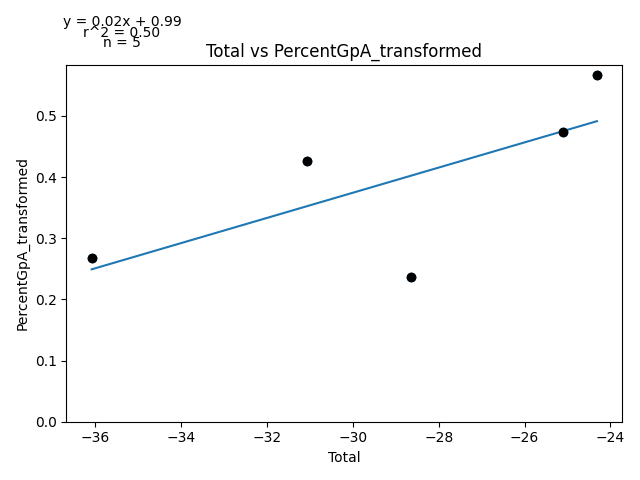 y = 0.02x + 0.99
r^2 = 0.50
n = 5
Total vs PercentGpA_transformed
PercentGpA_transformed
0.5
0.4
0.3
0.2
0.1
0.0
−36 −34 −32 −30 −28 −26 −24
Total